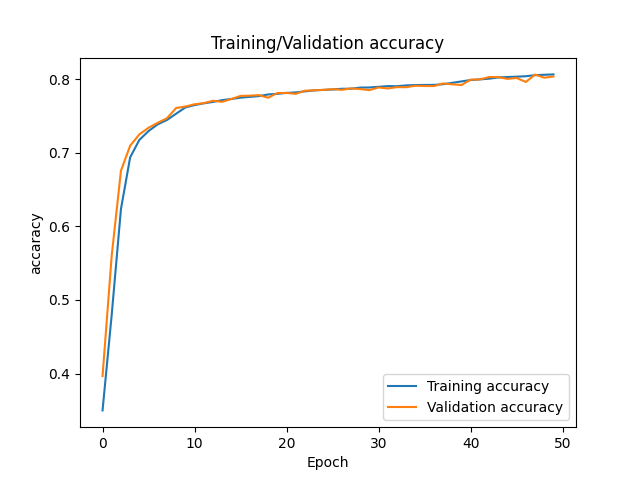 Training/Validation accuracy
accaracy
0.8
0.7
0.6
0.5
0.4
0
10
20
30
40
50
Epoch
Training accuracy
Validation accuracy